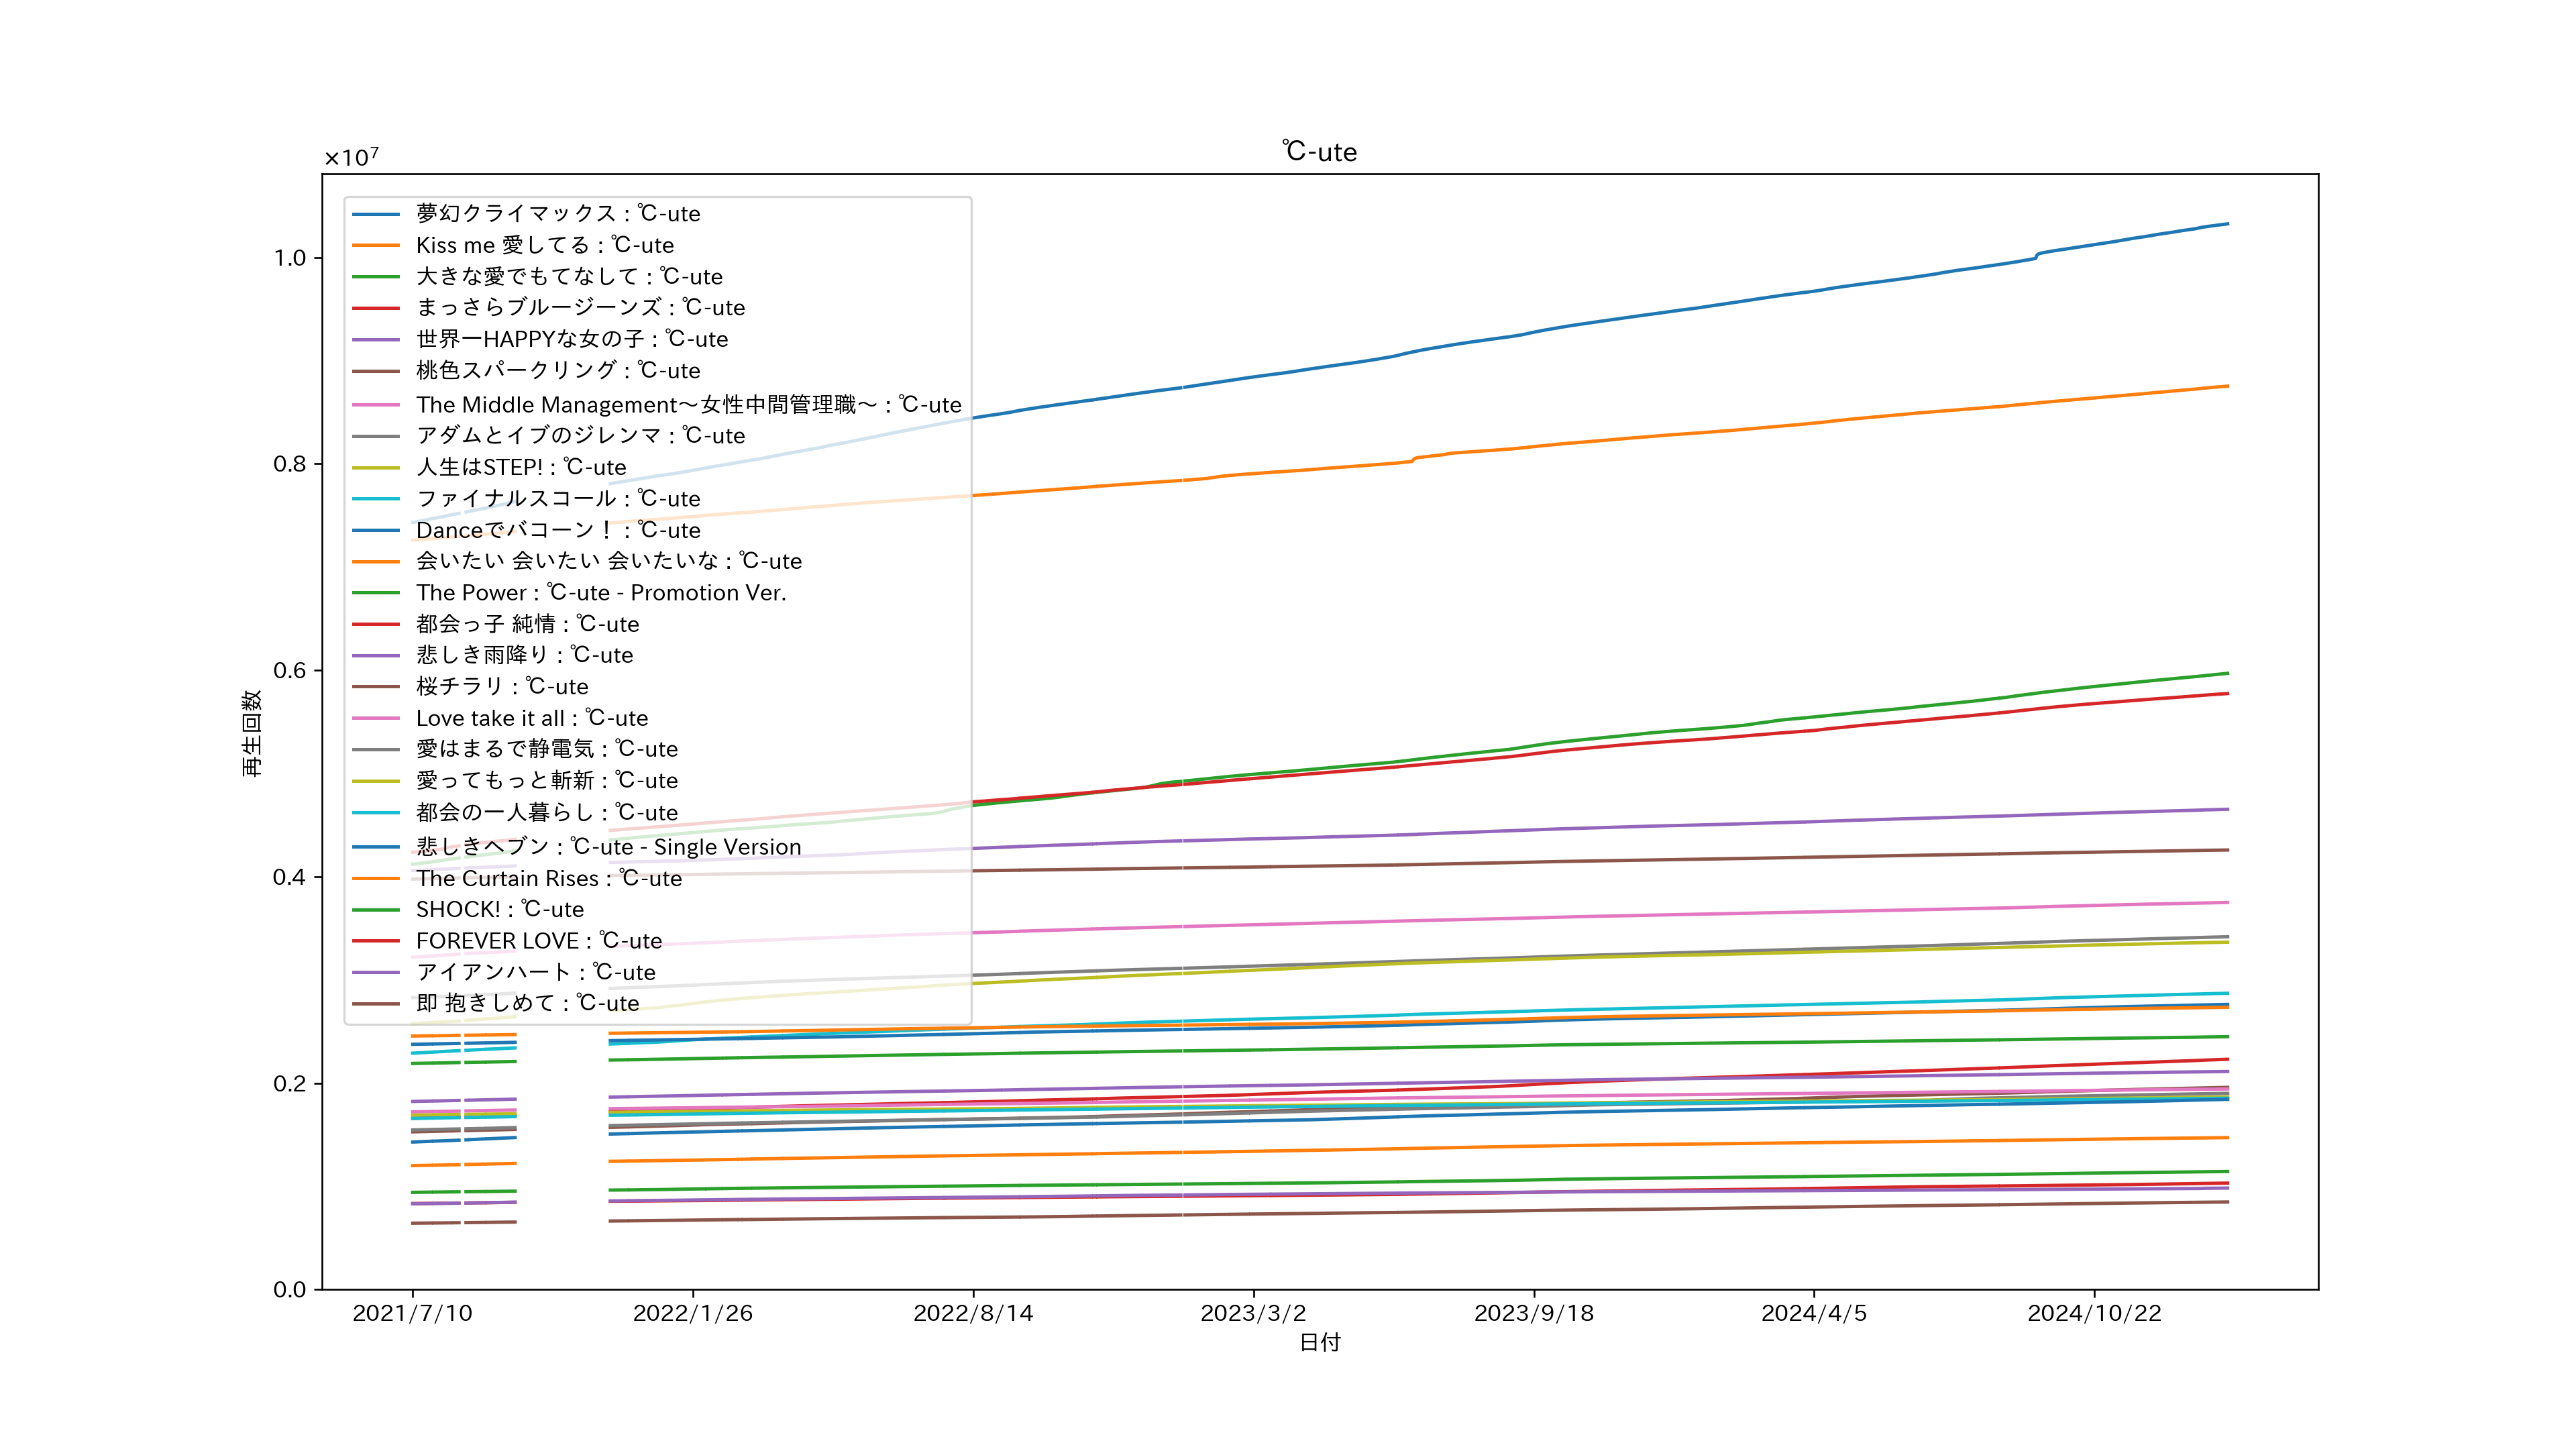 ℃-ute
×10⁷
夢幻クライマックス : ℃-ute
Kiss me 愛してる : ℃-ute
大きな愛でもてなして : ℃-ute
まっさらブルージーンズ : ℃-ute
世界一HAPPYな女の子 : ℃-ute
桃色スパークリング : ℃-ute
The Middle Management～女性中間管理職～ : ℃-ute
アダムとイブのジレンマ : ℃-ute
人生はSTEP! : ℃-ute
ファイナルスコール : ℃-ute
Danceでバコーン！ : ℃-ute
会いたい 会いたい 会いたいな : ℃-ute
The Power : ℃-ute - Promotion Ver.
都会っ子 純情 : ℃-ute
悲しき雨降り : ℃-ute
桜チラリ : ℃-ute
Love take it all : ℃-ute
愛はまるで静電気 : ℃-ute
愛ってもっと斬新 : ℃-ute
都会の一人暮らし : ℃-ute
悲しきヘブン : ℃-ute - Single Version
The Curtain Rises : ℃-ute
SHOCK! : ℃-ute
FOREVER LOVE : ℃-ute
アイアンハート : ℃-ute
即 抱きしめて : ℃-ute
1.0
0.8
0.6
0.4
0.2
0.0
再生回数
2021/7/10 2022/1/26 2022/8/14 2023/3/2 2023/9/18 2024/4/5 2024/10/22
日付